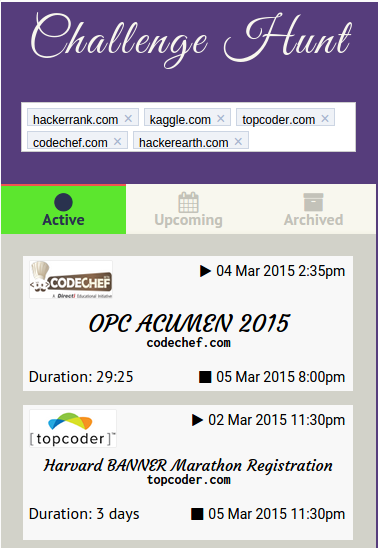 Challenge Hunt
hackerrank.com × kaggle.com × topcoder.com ×
codechef.com × hackerearth.com ×
Active Upcoming Archived
CODECHEF
A Directi Educational Initiative
04 Mar 2015 2:35pm
OPC ACUMEN 2015
codechef.com
Duration: 29:25 05 Mar 2015 8:00pm
[topcoder]™
02 Mar 2015 11:30pm
Harvard BANNER Marathon Registration
topcoder.com
Duration: 3 days 05 Mar 2015 11:30pm